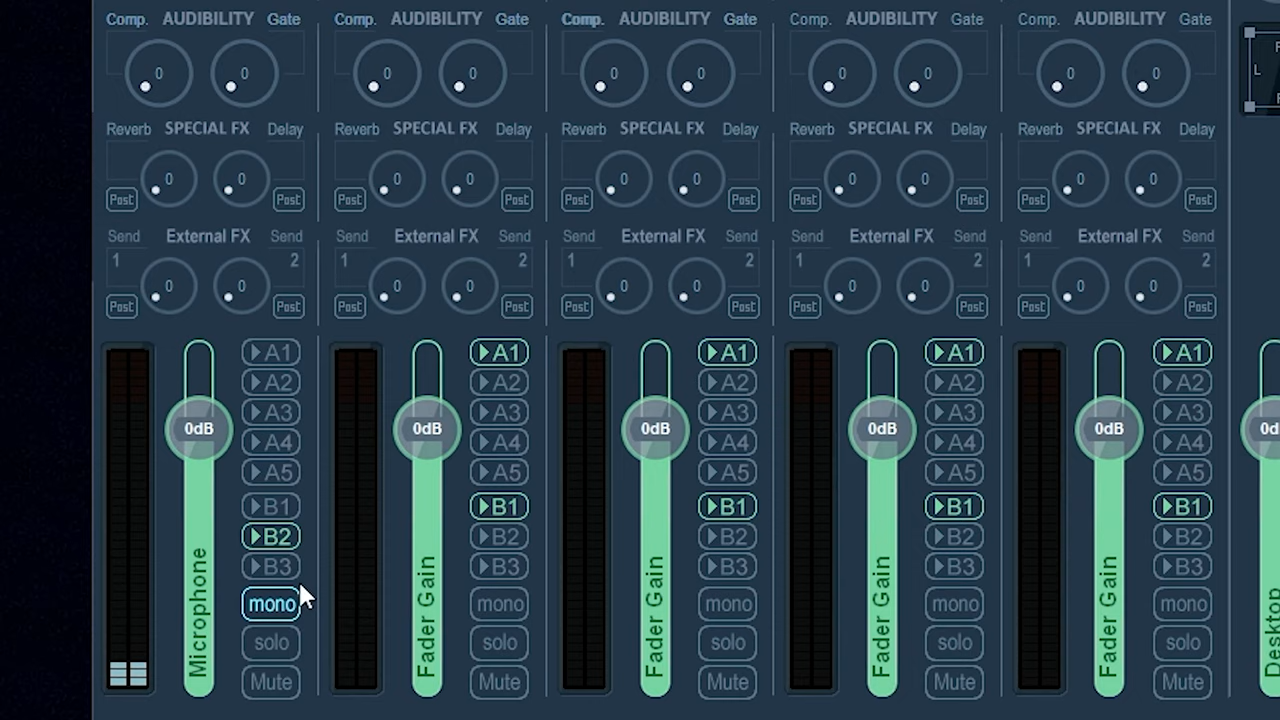 Comp. AUDIBILITY Gate Comp. AUDIBILITY Gate Comp. AUDIBILITY Gate Comp. AUDIBILITY Gate Comp. AUDIBILITY Gate
0 0 0 0 0 0 0 0 0 0 L
Reverb SPECIAL FX Delay Reverb SPECIAL FX Delay Reverb SPECIAL FX Delay Reverb SPECIAL FX Delay Reverb SPECIAL FX Delay
0 0 0 0 0 0 0 0 0 0
Post Post Post Post Post Post Post Post Post Post
Send External FX Send Send External FX Send Send External FX Send Send External FX Send Send External FX Send
1 2 1 2 1 2 1 2 1 2
0 0 0 0 0 0 0 0 0 0
Post Post Post Post Post Post Post Post Post Post
A1 A1 A1 A1 A1
A2 A2 A2 A2 A2
A3 A3 A3 A3 A3
0dB 0dB 0dB 0dB 0dB 0d
A4 A4 A4 A4 A4
A5 A5 A5 A5 A5
B1 B1 B1 B1 B1
B2 B2 B2 B2 B2
B3 B3 B3 B3 B3
mono mono mono mono mono
Microphone Fader Gain Fader Gain Fader Gain Fader Gain Desktop
solo solo solo solo solo
Mute Mute Mute Mute Mute